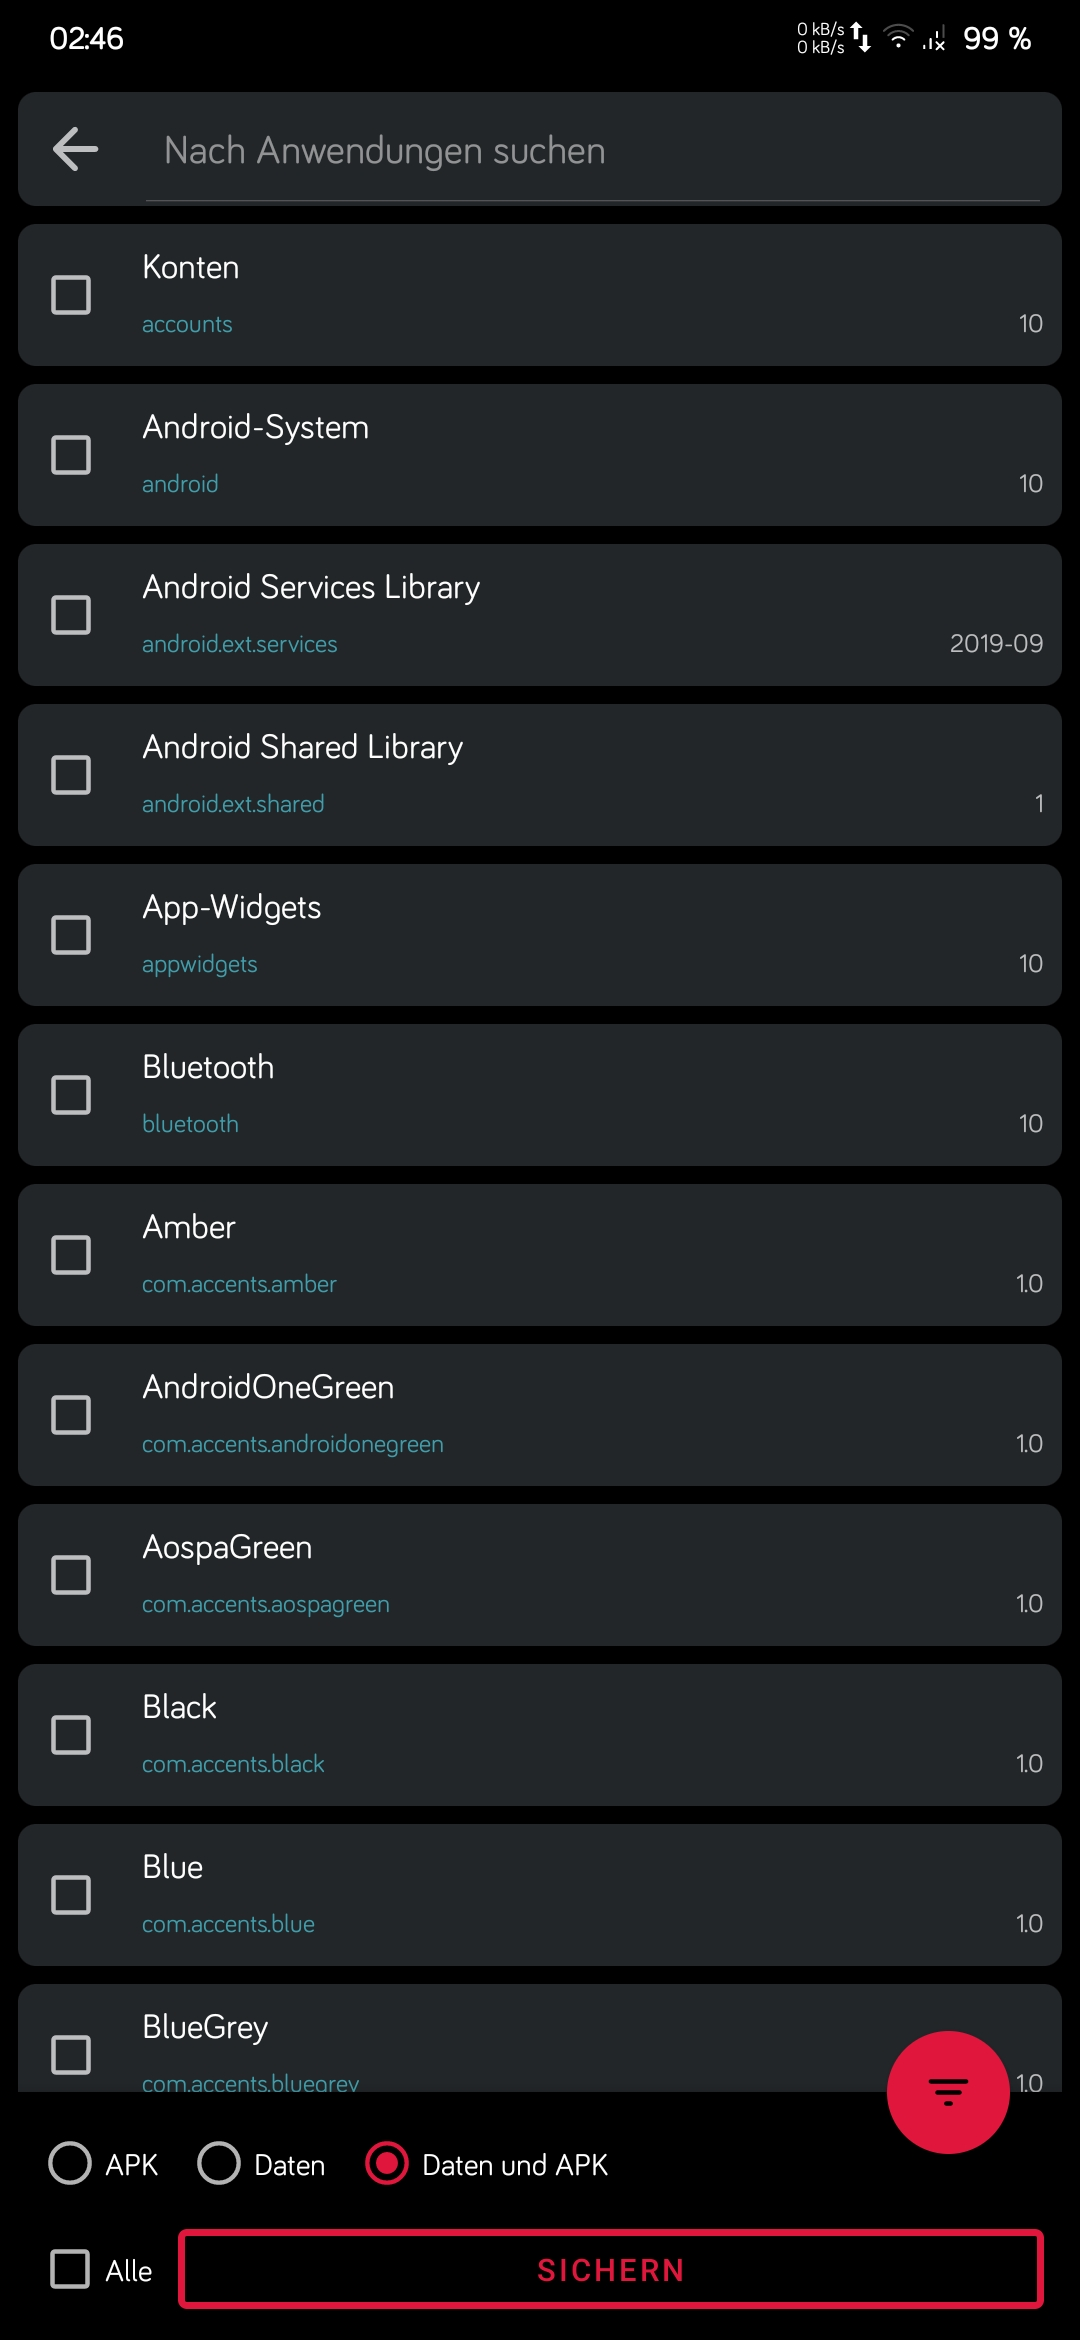 02:46
0 kB/s
0 kB/s
99 %
Nach Anwendungen suchen
Konten
accounts 10
Android-System
android 10
Android Services Library
android.ext.services 2019-09
Android Shared Library
android.ext.shared 1
App-Widgets
appwidgets 10
Bluetooth
bluetooth 10
Amber
com.accents.amber 1.0
AndroidOneGreen
com.accents.androidonegreen 1.0
AospaGreen
com.accents.aospagreen 1.0
Black
com.accents.black 1.0
Blue
com.accents.blue 1.0
BlueGrey
com.accents.bluegrey 1.0
APK Daten Daten und APK
Alle SICHERN